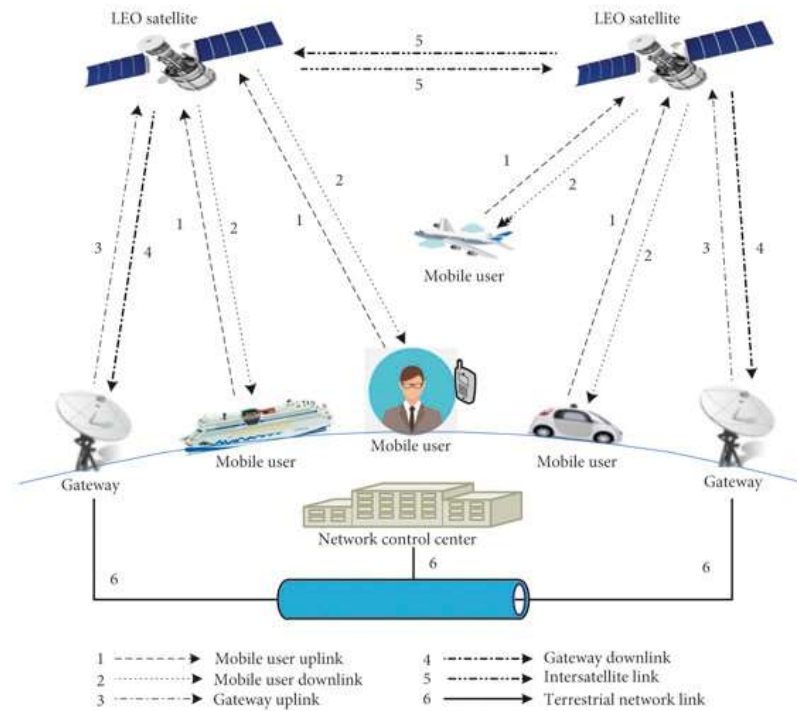 LEO satellite
LEO satellite
5
5
1
2
2
1
2
1
3
4
1
2
3
4
1
2
Mobile user
Mobile user
Mobile user
Mobile user
Gateway
Gateway
Network control center
6
6
6
1 Mobile user uplink
2 Mobile user downlink
3 Gateway uplink
4 Gateway downlink
5 Intersatellite link
6 Terrestrial network link